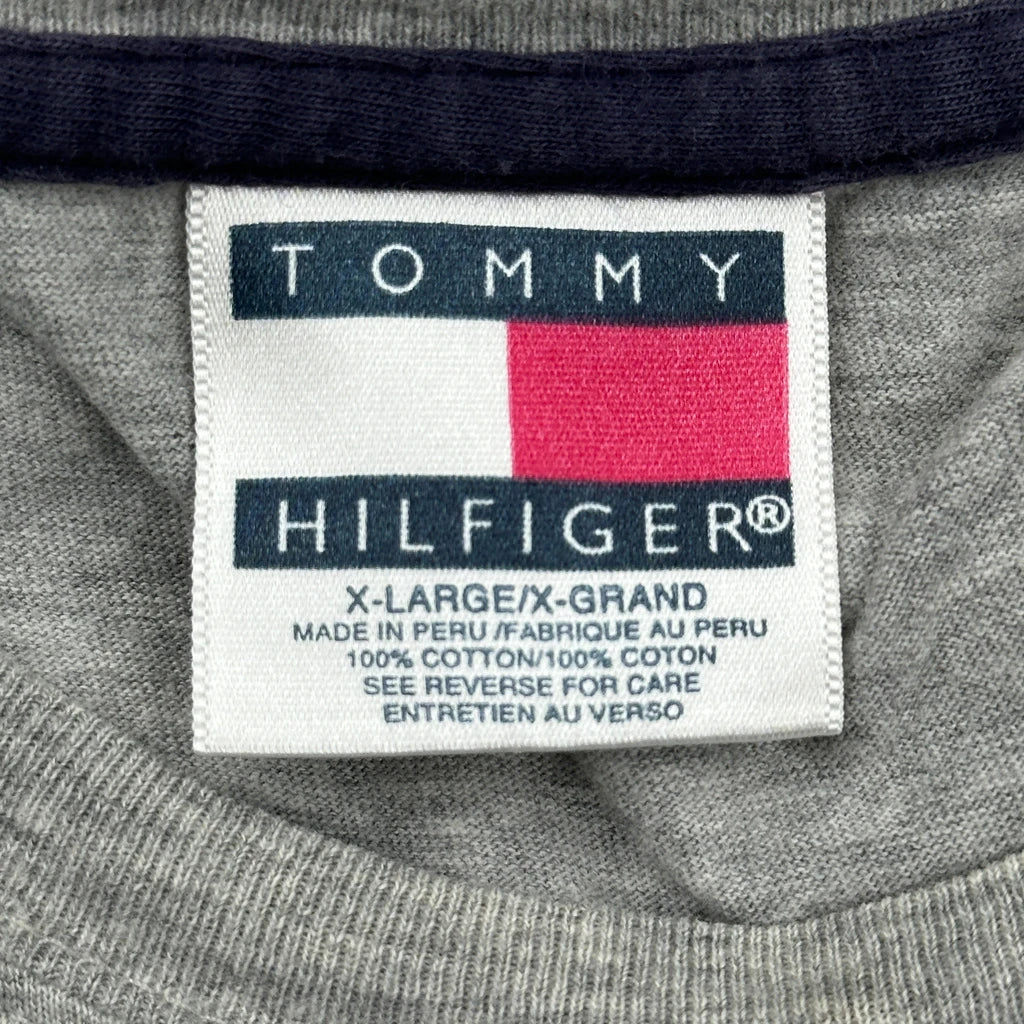 TOMMY
HILFIGER®
X-LARGE/X-GRAND
MADE IN PERU /FABRIQUE AU PERU
100% COTTON/100% COTON
SEE REVERSE FOR CARE
ENTRETIEN AU VERSO